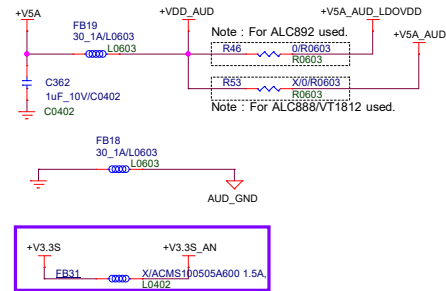 +V5A
FB19
30_1A/L0603
L0603
+VDD_AUD
+V5A_AUD_LDOVDD
Note : For ALC892 used.
R46
0/R0603
R0603
+V5A_AUD
R53
X/0/R0603
R0603
Note : For ALC888/VT1812 used.
C362
1uF_10V/C0402
C0402
FB18
30_1A/L0603
L0603
AUD_GND
+V3.3S
+V3.3S_AN
FB31
X/ACMS100505A600 1.5A,
L0402